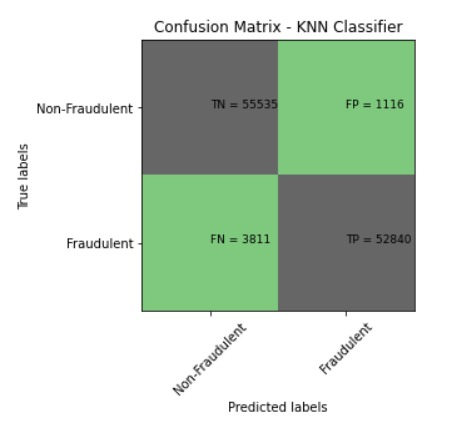 Confusion Matrix - KNN Classifier
TN = 55535
FP = 1116
Non-Fraudulent
True labels
FN = 3811
TP = 52840
Fraudulent
Non-Fraudulent
Fraudulent
Predicted labels